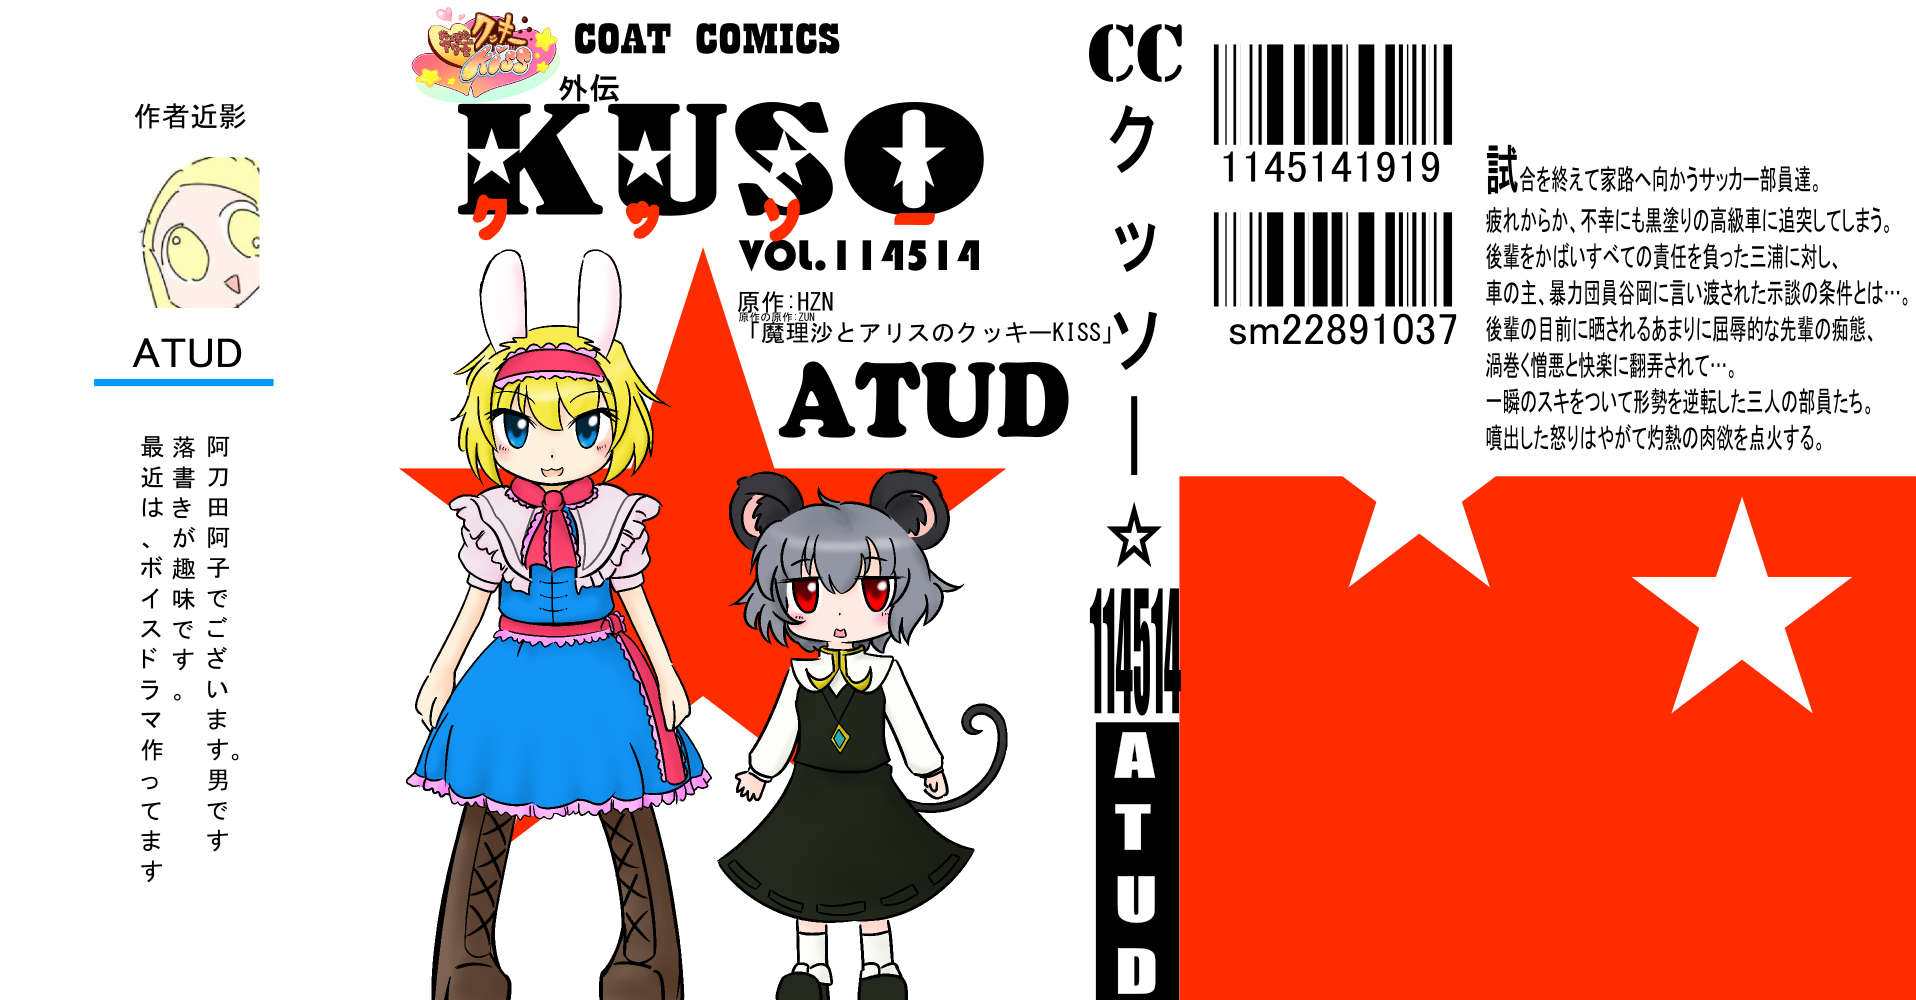 作者近影
ATUD
阿刀田阿子でございます。男です
落書きが趣味です。
最近は、ボイスドラマ作ってます
クッキー
KiSS
COAT COMICS
外伝
KUSO
クッソー
VOL.114514
原作:HZN
原作の原作:ZUN
「魔理沙とアリスのクッキーKISS」
ATUD
CC
クッソー☆
114514
ATUD
1145141919
sm22891037
試合を終えて家路へ向かうサッカー部員達。
疲れからか、不幸にも黒塗りの高級車に追突してしまう。
後輩をかばいすべての責任を負った三浦に対し、
車の主、暴力団員谷岡に言い渡された示談の条件とは…。
後輩の目前に晒されるあまりに屈辱的な先輩の痴態、
渦巻く憎悪と快楽に翻弄されて…。
一瞬のスキをついて形勢を逆転した三人の部員たち。
噴出した怒りはやがて灼熱の肉欲を点火する。